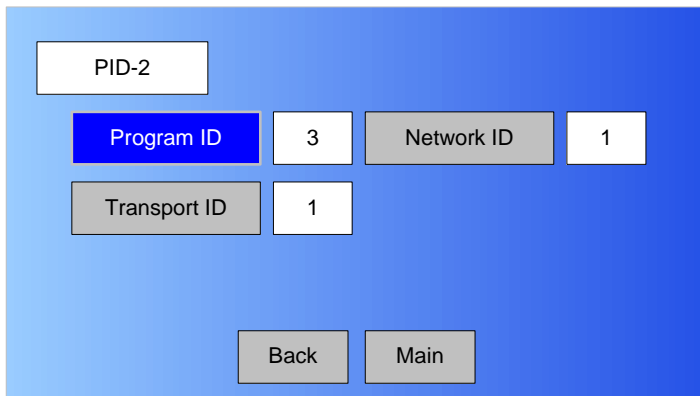 PID-2
Program ID 3 Network ID 1
Transport ID 1
Back Main